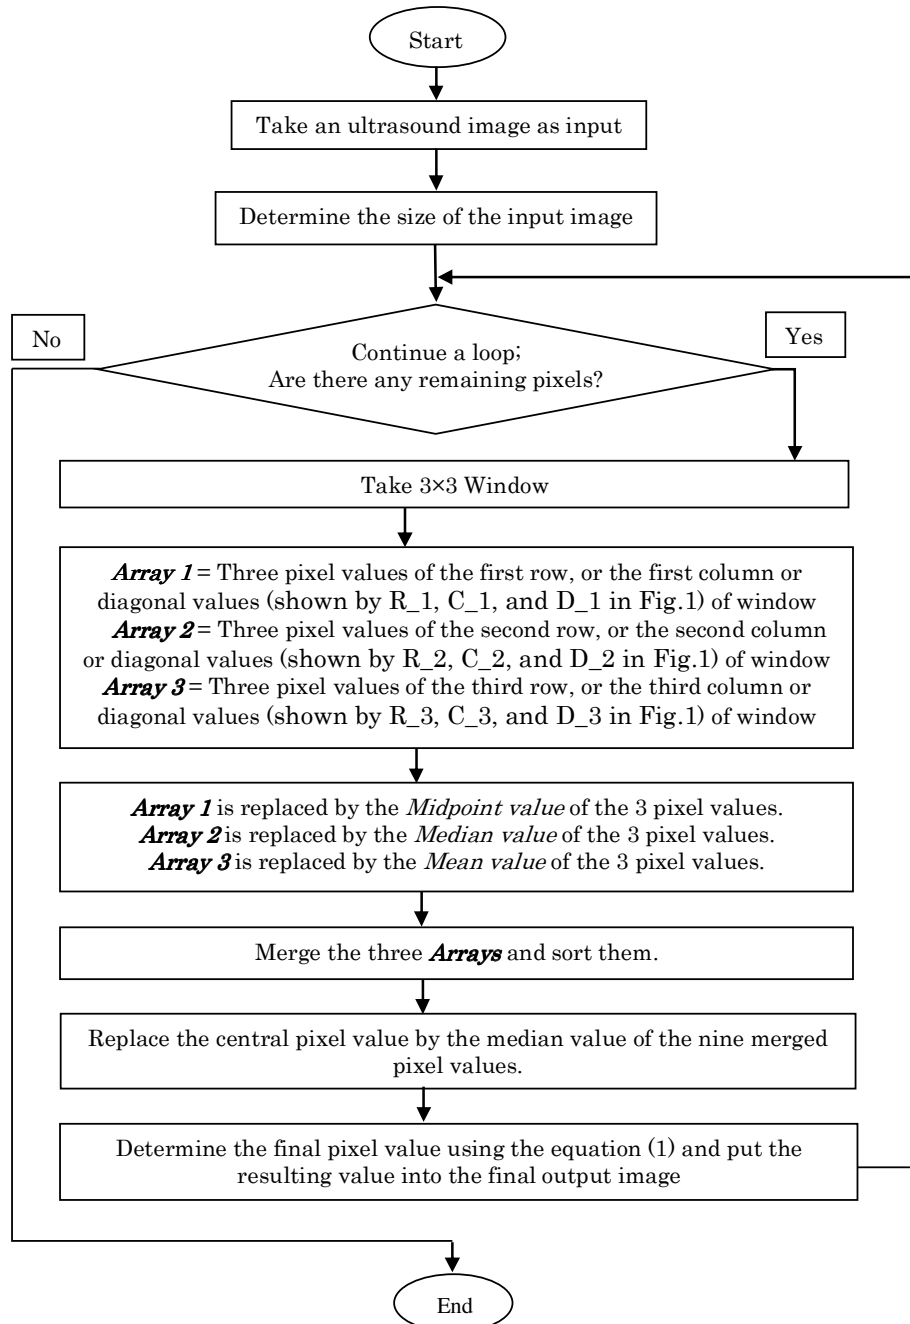 Start
Take an ultrasound image as input
Determine the size of the input image
No
Yes
Continue a loop;
Are there any remaining pixels?
Take 3×3 Window
Array 1 = Three pixel values of the first row, or the first column or
diagonal values (shown by R_1, C_1, and D_1 in Fig.1) of window
Array 2 = Three pixel values of the second row, or the second column
or diagonal values (shown by R_2, C_2, and D_2 in Fig.1) of window
Array 3 = Three pixel values of the third row, or the third column or
diagonal values (shown by R_3, C_3, and D_3 in Fig.1) of window
Array 1 is replaced by the Midpoint value of the 3 pixel values.
Array 2 is replaced by the Median value of the 3 pixel values.
Array 3 is replaced by the Mean value of the 3 pixel values.
Merge the three Arrays and sort them.
Replace the central pixel value by the median value of the nine merged
pixel values.
Determine the final pixel value using the equation (1) and put the
resulting value into the final output image
End